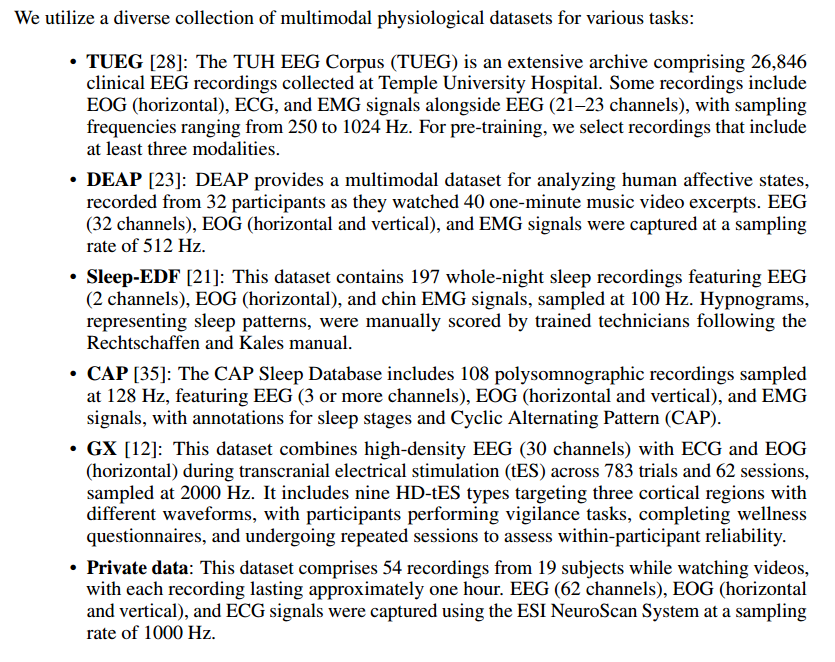 We utilize a diverse collection of multimodal physiological datasets for various tasks:
• TUEG [28]: The TUH EEG Corpus (TUEG) is an extensive archive comprising 26,846
clinical EEG recordings collected at Temple University Hospital. Some recordings include
EOG (horizontal), ECG, and EMG signals alongside EEG (21–23 channels), with sampling
frequencies ranging from 250 to 1024 Hz. For pre-training, we select recordings that include
at least three modalities.
• DEAP [23]: DEAP provides a multimodal dataset for analyzing human affective states,
recorded from 32 participants as they watched 40 one-minute music video excerpts. EEG
(32 channels), EOG (horizontal and vertical), and EMG signals were captured at a sampling
rate of 512 Hz.
• Sleep-EDF [21]: This dataset contains 197 whole-night sleep recordings featuring EEG
(2 channels), EOG (horizontal), and chin EMG signals, sampled at 100 Hz. Hypnograms,
representing sleep patterns, were manually scored by trained technicians following the
Rechtschaffen and Kales manual.
• CAP [35]: The CAP Sleep Database includes 108 polysomnographic recordings sampled
at 128 Hz, featuring EEG (3 or more channels), EOG (horizontal and vertical), and EMG
signals, with annotations for sleep stages and Cyclic Alternating Pattern (CAP).
• GX [12]: This dataset combines high-density EEG (30 channels) with ECG and EOG
(horizontal) during transcranial electrical stimulation (tES) across 783 trials and 62 sessions,
sampled at 2000 Hz. It includes nine HD-tES types targeting three cortical regions with
different waveforms, with participants performing vigilance tasks, completing wellness
questionnaires, and undergoing repeated sessions to assess within-participant reliability.
• Private data: This dataset comprises 54 recordings from 19 subjects while watching videos,
with each recording lasting approximately one hour. EEG (62 channels), EOG (horizontal
and vertical), and ECG signals were captured using the ESI NeuroScan System at a sampling
rate of 1000 Hz.